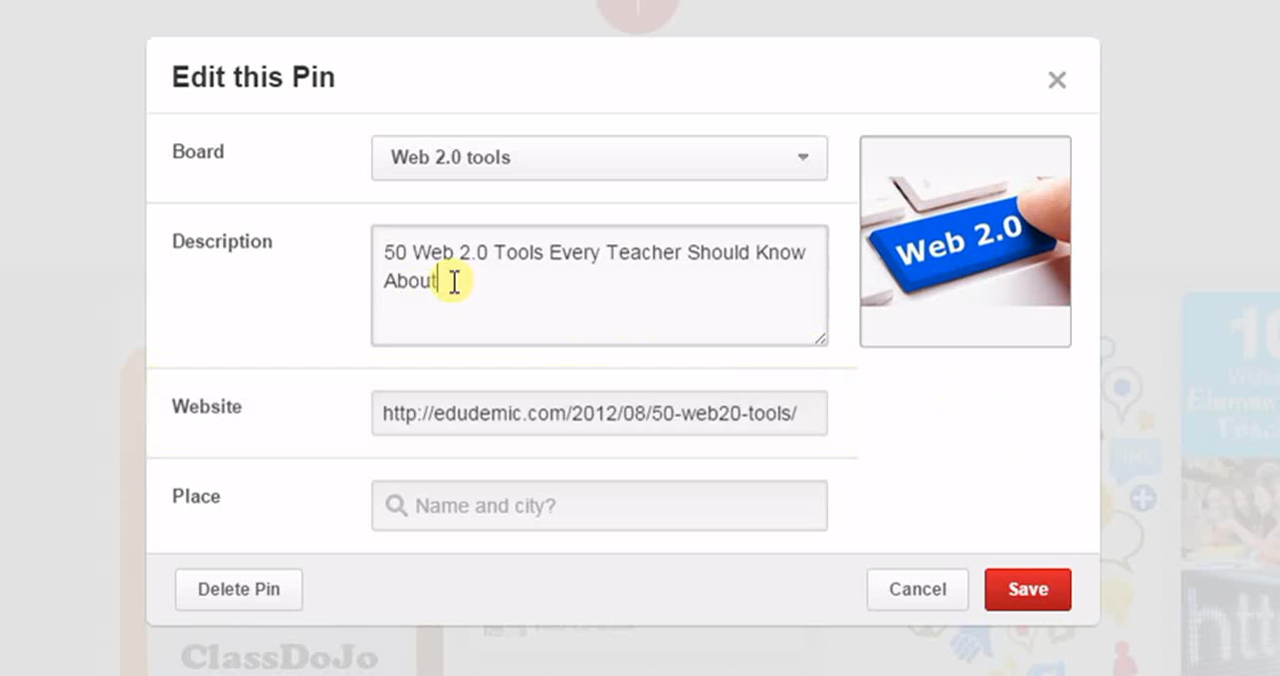 Edit this Pin
Board
Web 2.0 tools
Description
50 Web 2.0 Tools Every Teacher Should Know
About
Web 2.0
Website
http://edudemic.com/2012/08/50-web20-tools/
Place
Name and city?
Delete Pin
Cancel
Save
ClassDoJo
10
htt